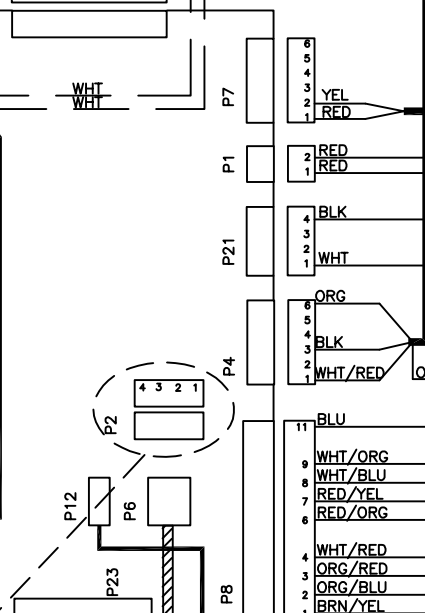 WHT
WHT
P7
6
5
4
3
2 YEL
1 RED
P1
2 RED
1 RED
P21
4 BLK
3
2
1 WHT
P4
6 ORG
5
4
3 BLK
2
1 WHT/RED
O
4 3 2 1
P2
P12
P6
P23
P8
11 BLU
9 WHT/ORG
8 WHT/BLU
7 RED/YEL
6 RED/ORG
4 WHT/RED
3 ORG/RED
2 ORG/BLU
1 BRN/YEL